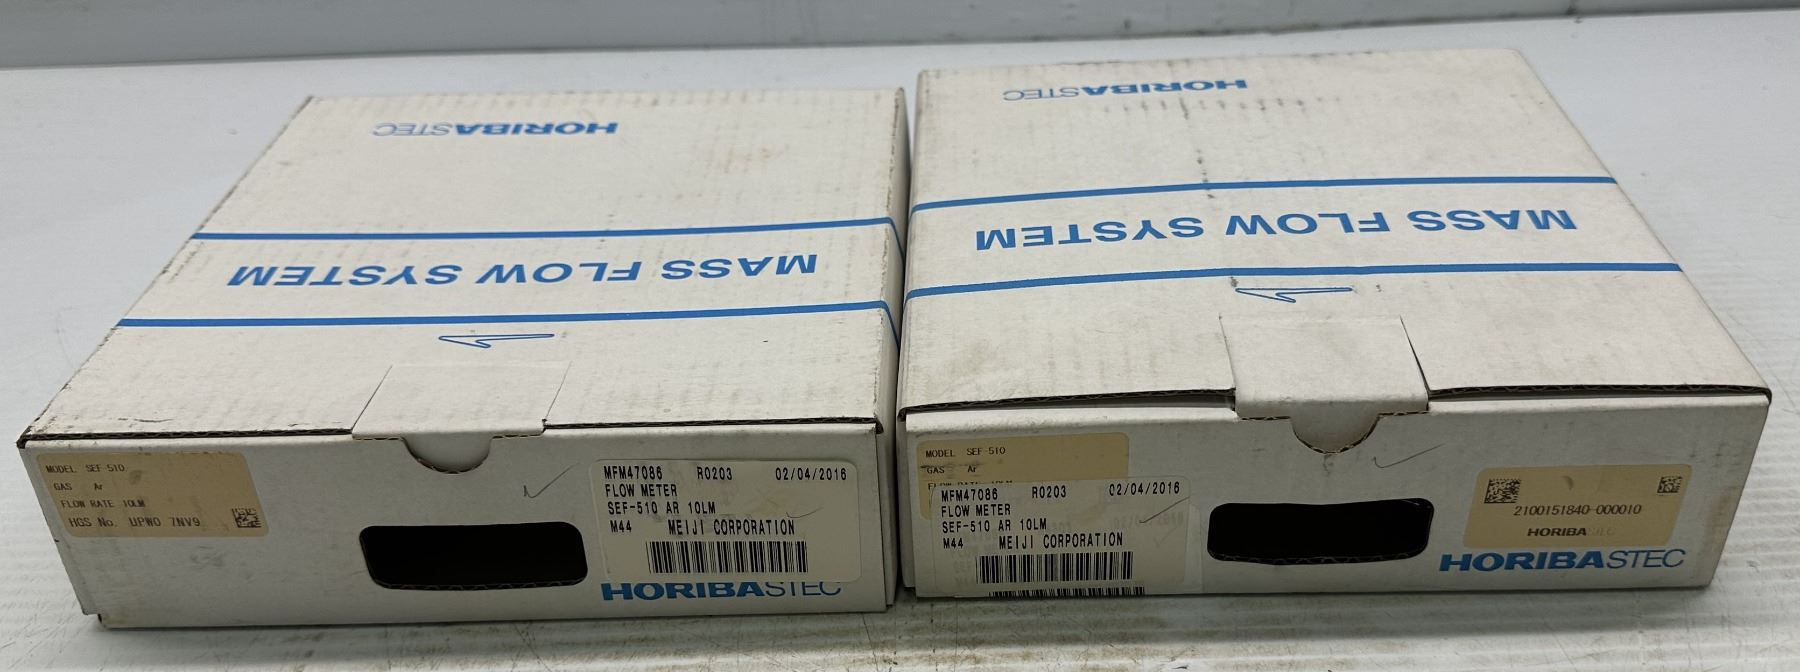 HORIBASTEC
MASS FLOW SYSTEM
MODEL SEF-510
GAS Ar
FLOW RATE 10LM
HGS No. UPWO 7NV9
MFM47086 R0203 02/04/2016
FLOW METER
SEF-510 AR 10LM
M44 MEIJI CORPORATION
HORIBASTEC
HORIBASTEC
MASS FLOW SYSTEM
MODEL SEF-510
GAS Ar
MFM47086 R0203 02/04/2016
FLOW METER
SEF-510 AR 10LM
M44 MEIJI CORPORATION
2100151840-000010
HORIBA
HORIBASTEC